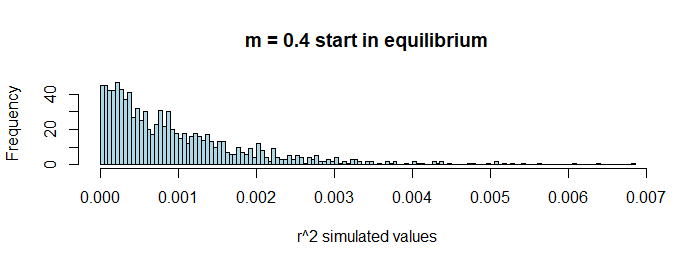 m = 0.4 start in equilibrium
Frequency
40
20
0
0.000 0.001 0.002 0.003 0.004 0.005 0.006 0.007
r^2 simulated values